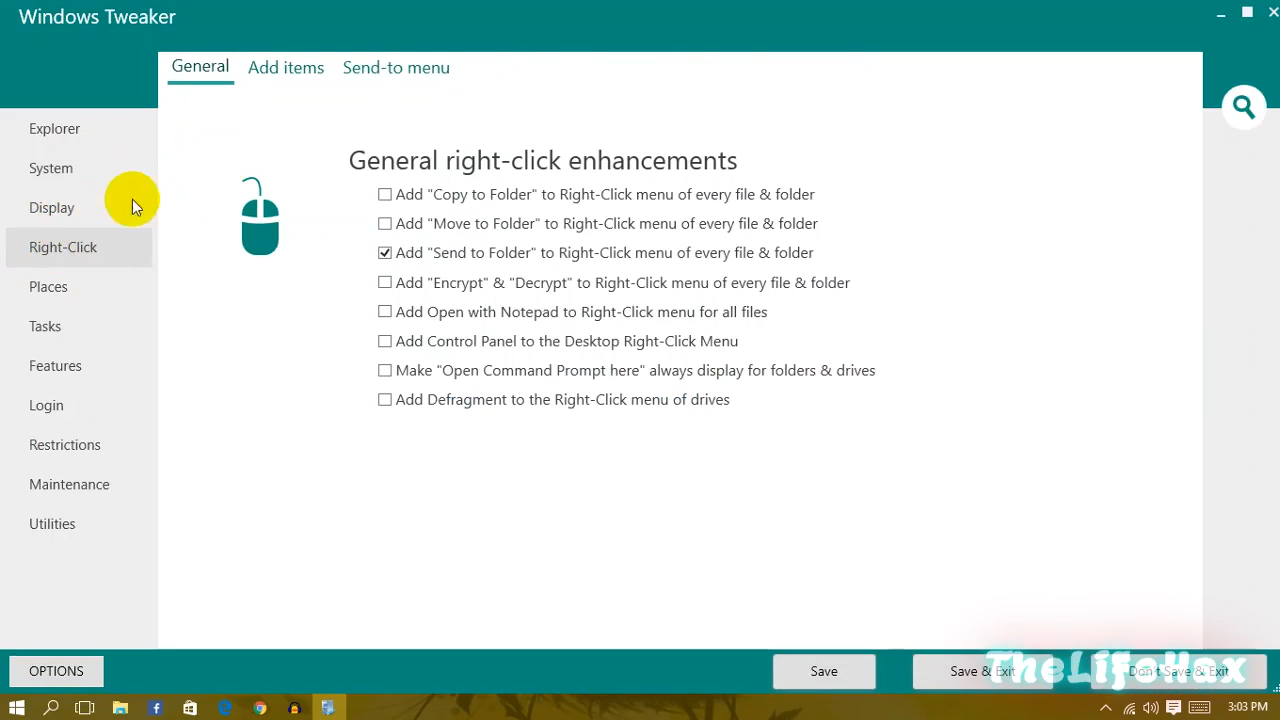 Windows Tweaker
General Add items Send-to menu
Explorer
System
Display
Right-Click
Places
Tasks
Features
Login
Restrictions
Maintenance
Utilities
General right-click enhancements
Add "Copy to Folder" to Right-Click menu of every file & folder
Add "Move to Folder" to Right-Click menu of every file & folder
Add "Send to Folder" to Right-Click menu of every file & folder
Add "Encrypt" & "Decrypt" to Right-Click menu of every file & folder
Add Open with Notepad to Right-Click menu for all files
Add Control Panel to the Desktop Right-Click Menu
Make "Open Command Prompt here" always display for folders & drives
Add Defragment to the Right-Click menu of drives
OPTIONS Save Save & Exit Don't Save & Exit
TheLifeHax
3:03 PM